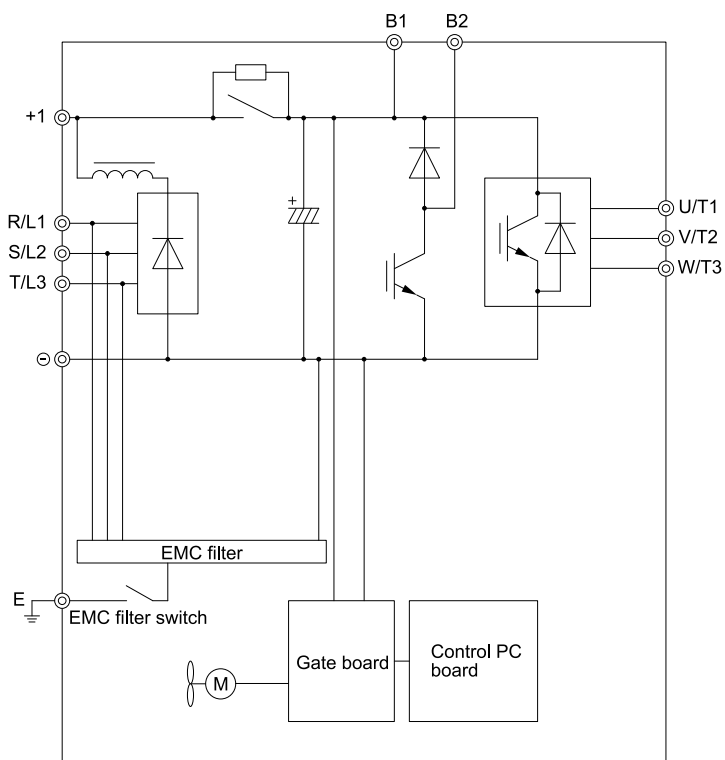 B1 B2
+1
+
R/L1
S/L2
T/L3
U/T1
V/T2
W/T3
⊖
EMC filter
E
EMC filter switch
Gate board
Control PC
board
M